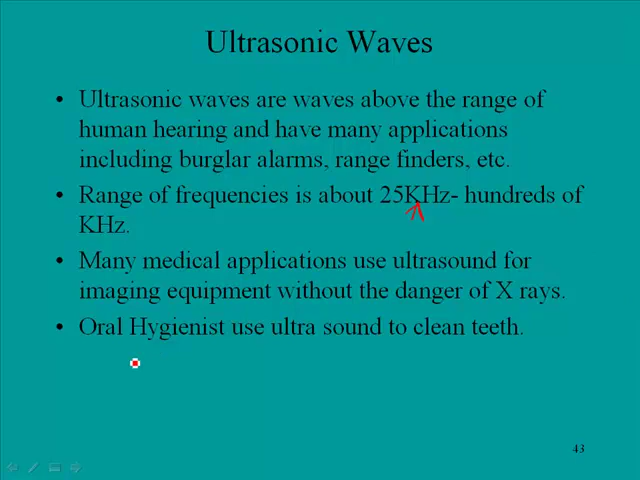 Ultrasonic Waves
• Ultrasonic waves are waves above the range of
human hearing and have many applications
including burglar alarms, range finders, etc.
• Range of frequencies is about 25KHz- hundreds of
KHz.
• Many medical applications use ultrasound for
imaging equipment without the danger of X rays.
• Oral Hygienist use ultra sound to clean teeth.
43